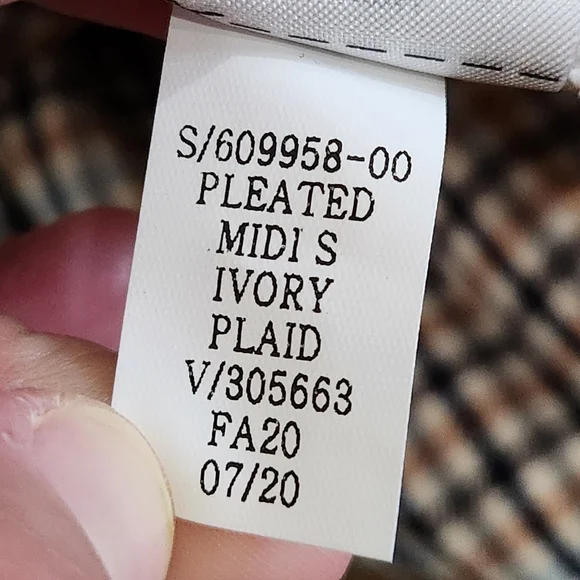 S/609958-00
PLEATED
MIDI S
IVORY
PLAID
V/305663
FA20
07/20